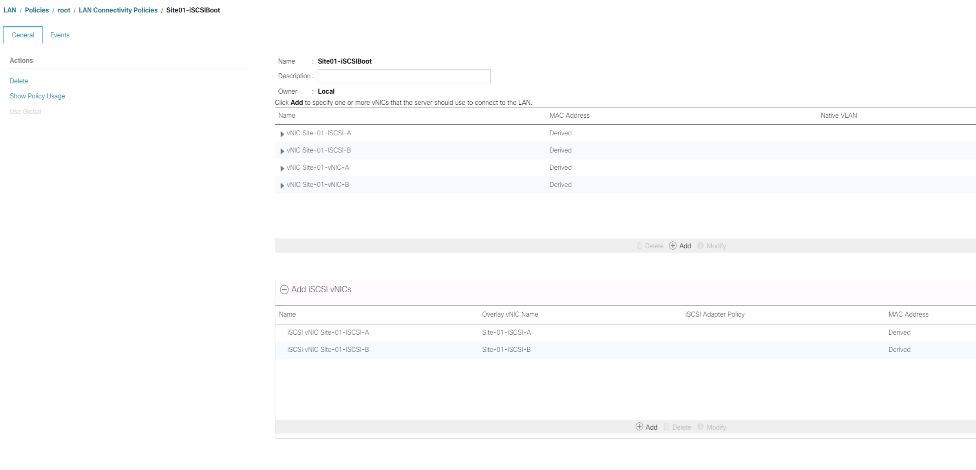 LAN / Policies / root / LAN Connectivity Policies / Site01-iSCSIBoot
General Events
Actions
Delete
Show Policy Usage
Use Global
Name : Site01-iSCSIBoot
Description :
Owner : Local
Click Add to specify one or more vNICs that the server should use to connect to the LAN.
Name MAC Address Native VLAN
vNIC Site-01-iSCSI-A Derived
vNIC Site-01-iSCSI-B Derived
vNIC Site-01-vNIC-A Derived
vNIC Site-01-vNIC-B Derived
Delete Add Modify
Add iSCSI vNICs
Name Overlay vNIC Name iSCSI Adapter Policy MAC Address
iSCSI vNIC Site-01-iSCSI-A Site-01-iSCSI-A Derived
iSCSI vNIC Site-01-iSCSI-B Site-01-iSCSI-B Derived
Add Delete Modify